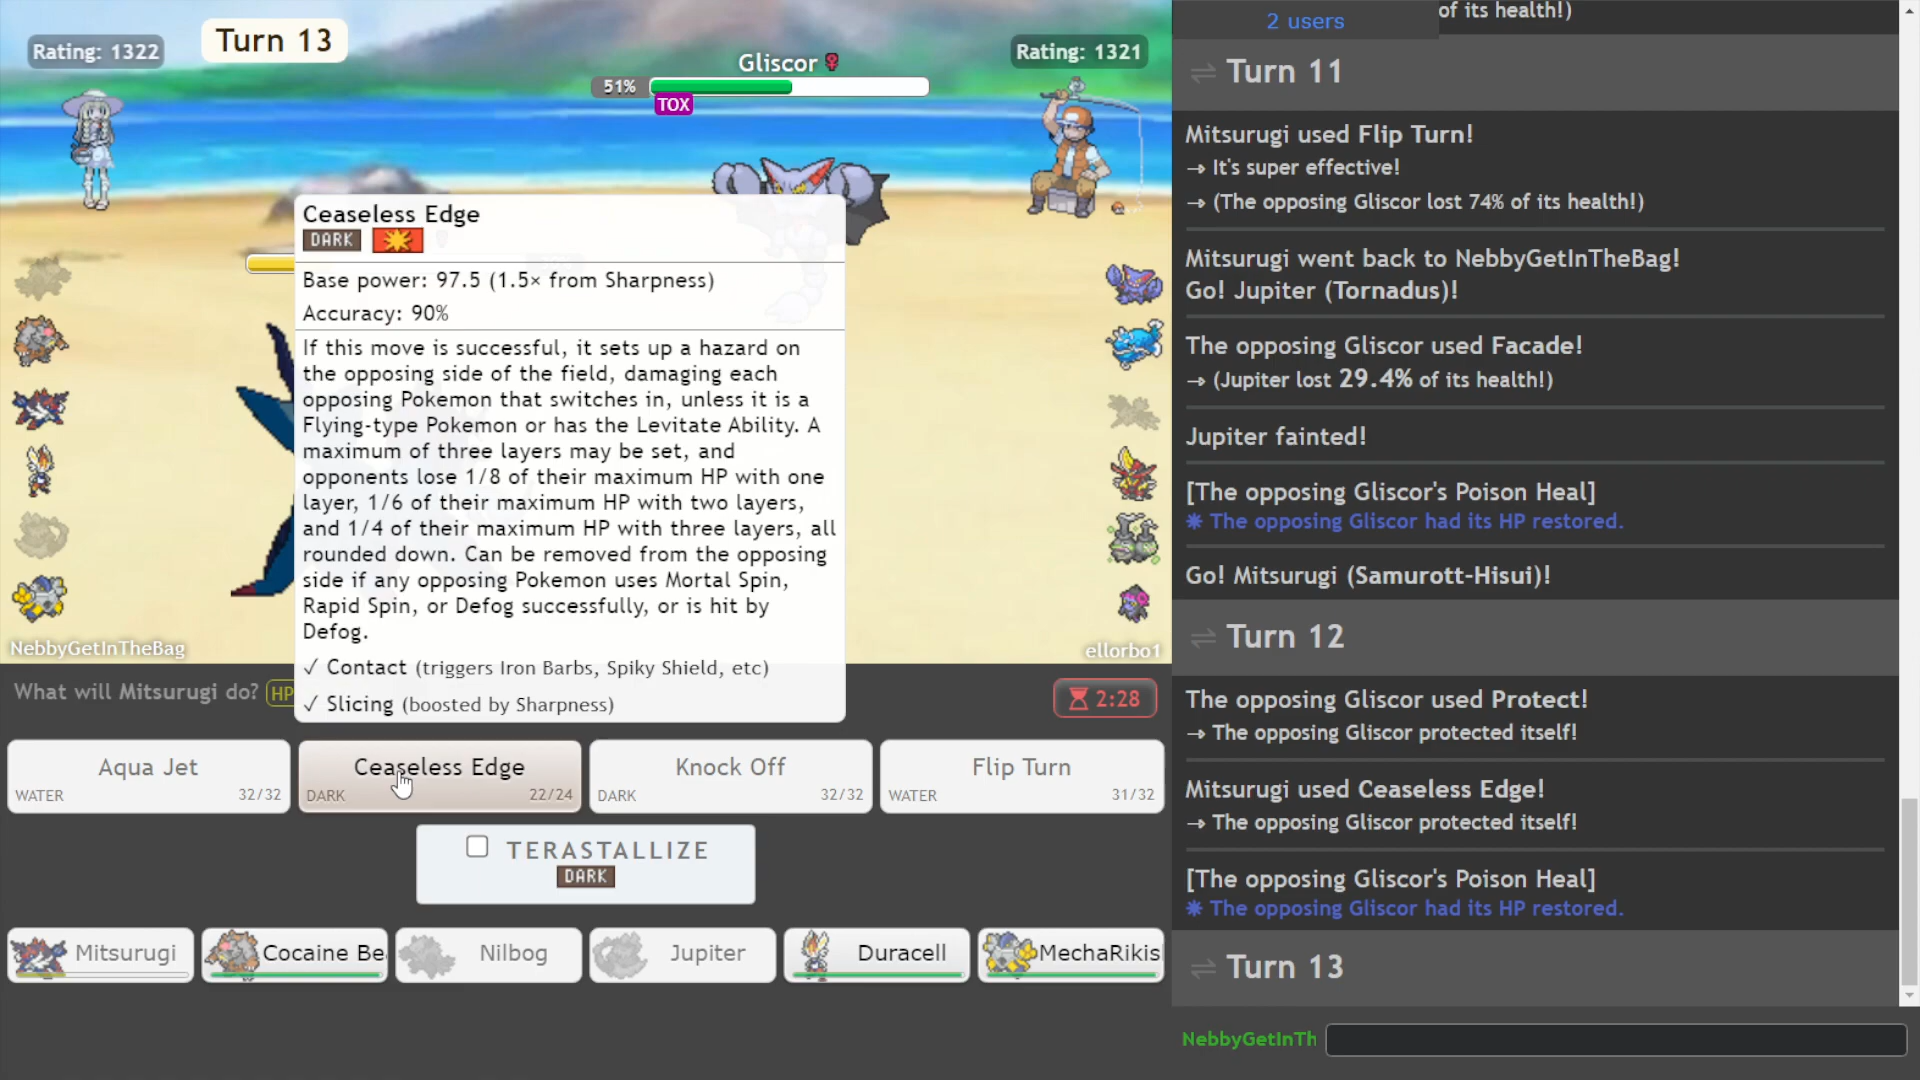 Rating: 1322
Turn 13
Gliscor
51%
TOX
Rating: 1321
Ceaseless Edge
DARK
Base power: 97.5 (1.5× from Sharpness)
Accuracy: 90%
If this move is successful, it sets up a hazard on
the opposing side of the field, damaging each
opposing Pokemon that switches in, unless it is a
Flying-type Pokemon or has the Levitate Ability. A
maximum of three layers may be set, and
opponents lose 1/8 of their maximum HP with one
layer, 1/6 of their maximum HP with two layers,
and 1/4 of their maximum HP with three layers, all
rounded down. Can be removed from the opposing
side if any opposing Pokemon uses Mortal Spin,
Rapid Spin, or Defog successfully, or is hit by
Defog.
✓ Contact (triggers Iron Barbs, Spiky Shield, etc)
✓ Slicing (boosted by Sharpness)
NebbyGetInTheBag
ellorbo1
What will Mitsurugi do? HP
2:28
Aqua Jet
WATER 32/32
Ceaseless Edge
DARK 22/24
Knock Off
DARK 32/32
Flip Turn
WATER 31/32
TERASTALLIZE
DARK
Mitsurugi
Cocaine Be
Nilbog
Jupiter
Duracell
MechaRikis
2 users
of its health!)
Turn 11
Mitsurugi used Flip Turn!
→ It's super effective!
→ (The opposing Gliscor lost 74% of its health!)
Mitsurugi went back to NebbyGetInTheBag!
Go! Jupiter (Tornadus)!
The opposing Gliscor used Facade!
→ (Jupiter lost 29.4% of its health!)
Jupiter fainted!
[The opposing Gliscor's Poison Heal]
The opposing Gliscor had its HP restored.
Go! Mitsurugi (Samurott-Hisui)!
Turn 12
The opposing Gliscor used Protect!
→ The opposing Gliscor protected itself!
Mitsurugi used Ceaseless Edge!
→ The opposing Gliscor protected itself!
[The opposing Gliscor's Poison Heal]
The opposing Gliscor had its HP restored.
Turn 13
NebbyGetInTh